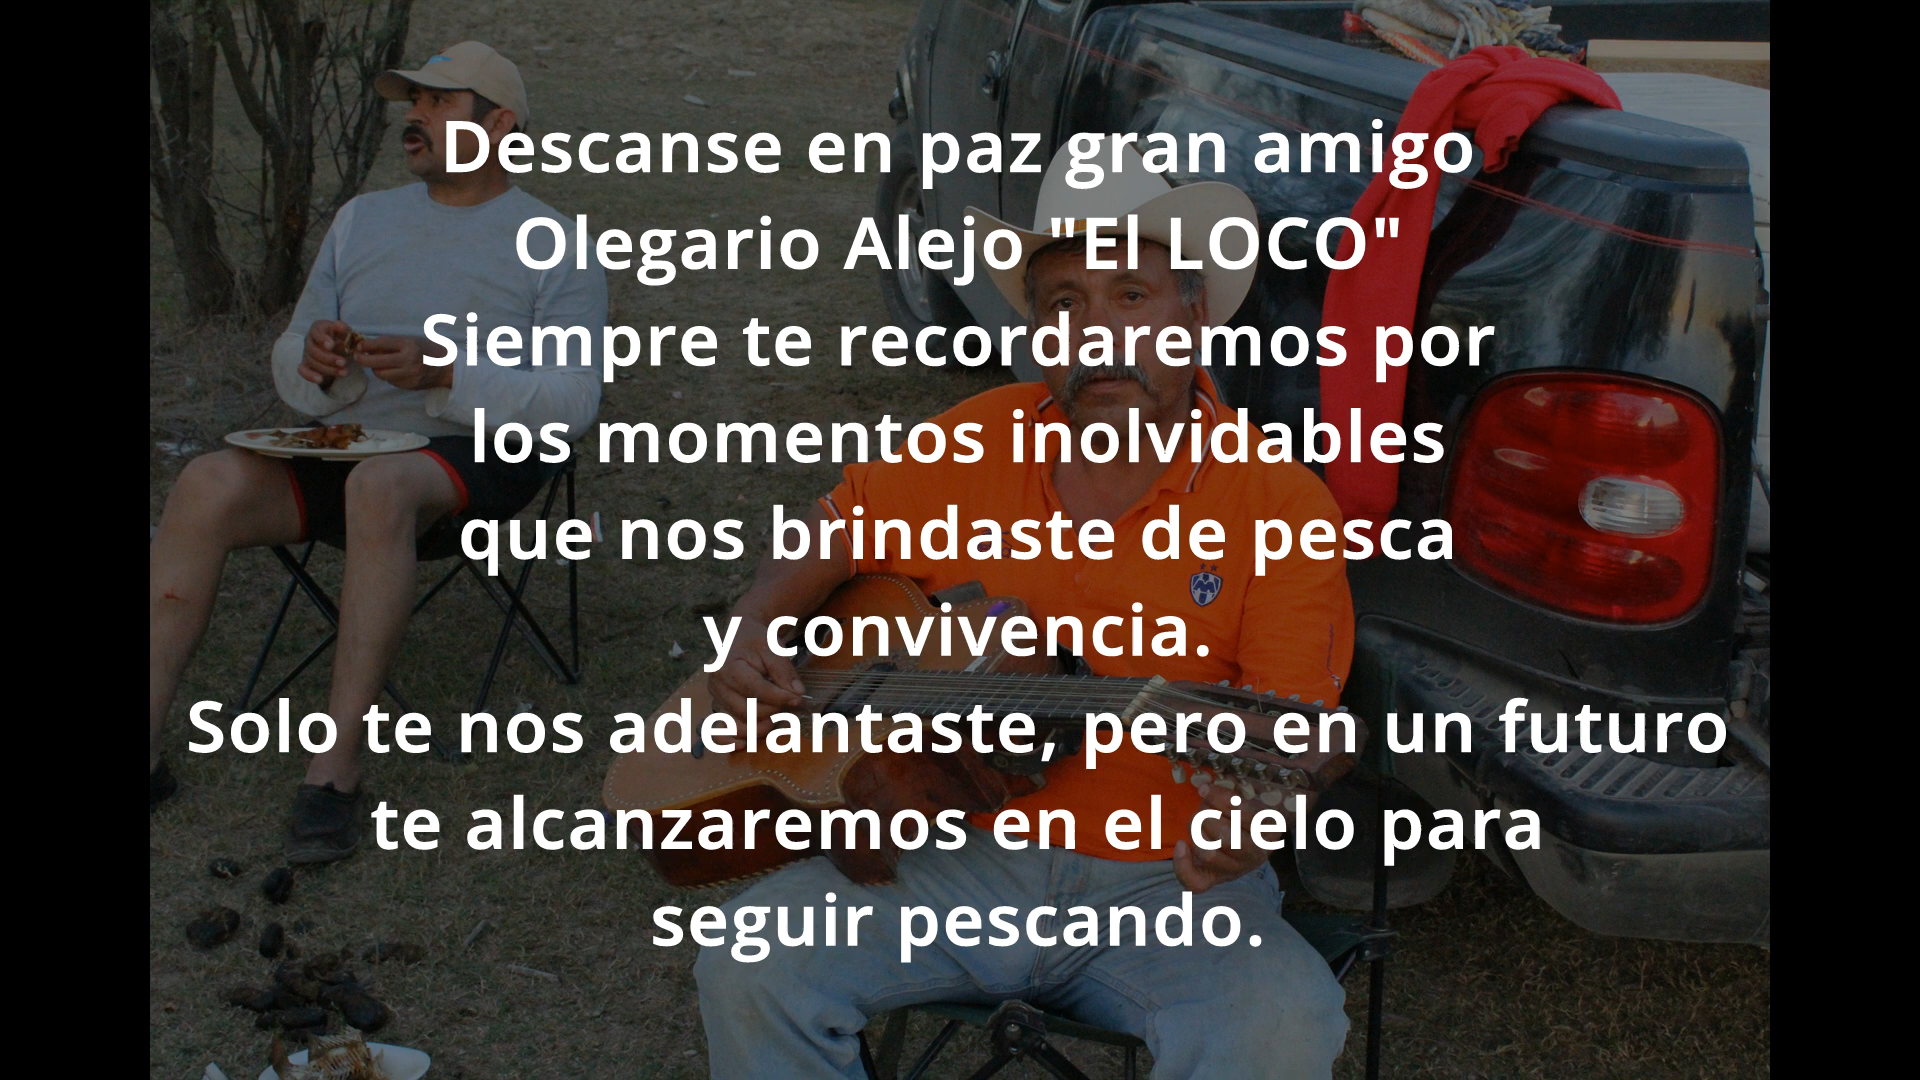 Descanse en paz gran amigo
Olegario Alejo "El LOCO"
Siempre te recordaremos por
los momentos inolvidables
que nos brindaste de pesca
y convivencia.
Solo te nos adelantaste, pero en un futuro
te alcanzaremos en el cielo para
seguir pescando.